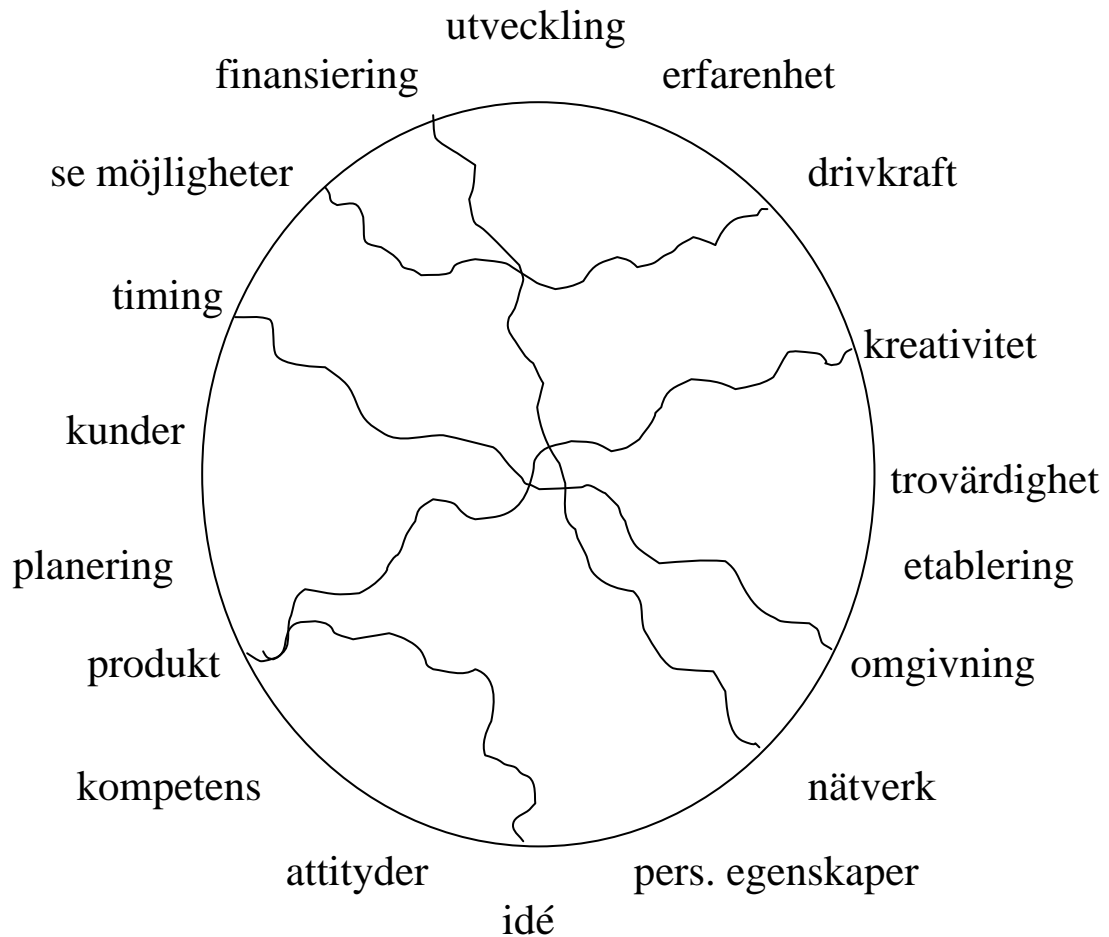 utveckling
finansiering erfarenhet
se möjligheter drivkraft
timing
kreativitet
kunder
trovärdighet
planering etablering
produkt omgivning
kompetens nätverk
attityder pers. egenskaper
idé